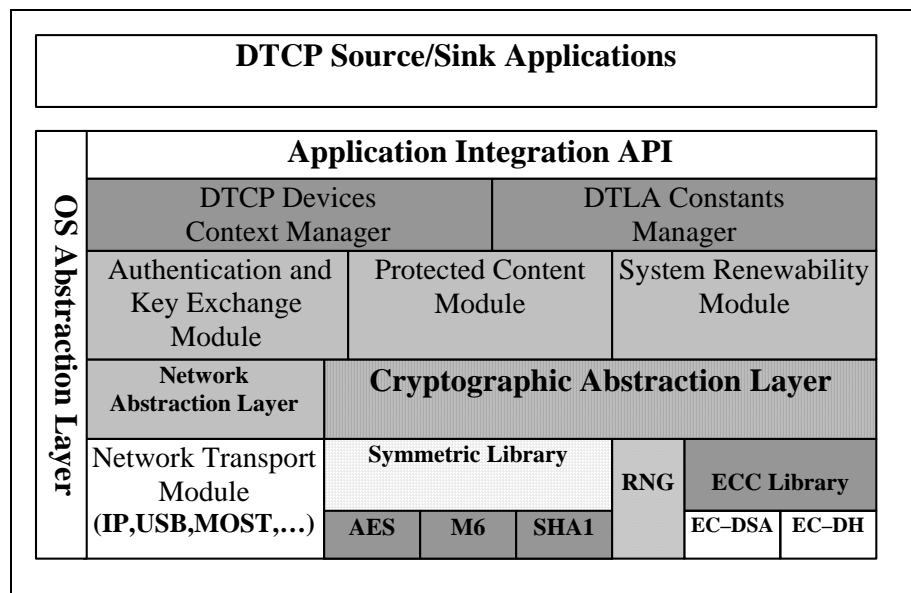 DTCP Source/Sink Applications
OS Abstraction Layer
Application Integration API
DTCP Devices
Context Manager
DTLA Constants
Manager
Authentication and
Key Exchange
Module
Protected Content
Module
System Renewability
Module
Network
Abstraction Layer
Cryptographic Abstraction Layer
Network Transport
Module
(IP,USB,MOST,…)
Symmetric Library
AES
M6
SHA1
RNG
ECC Library
EC–DSA
EC–DH